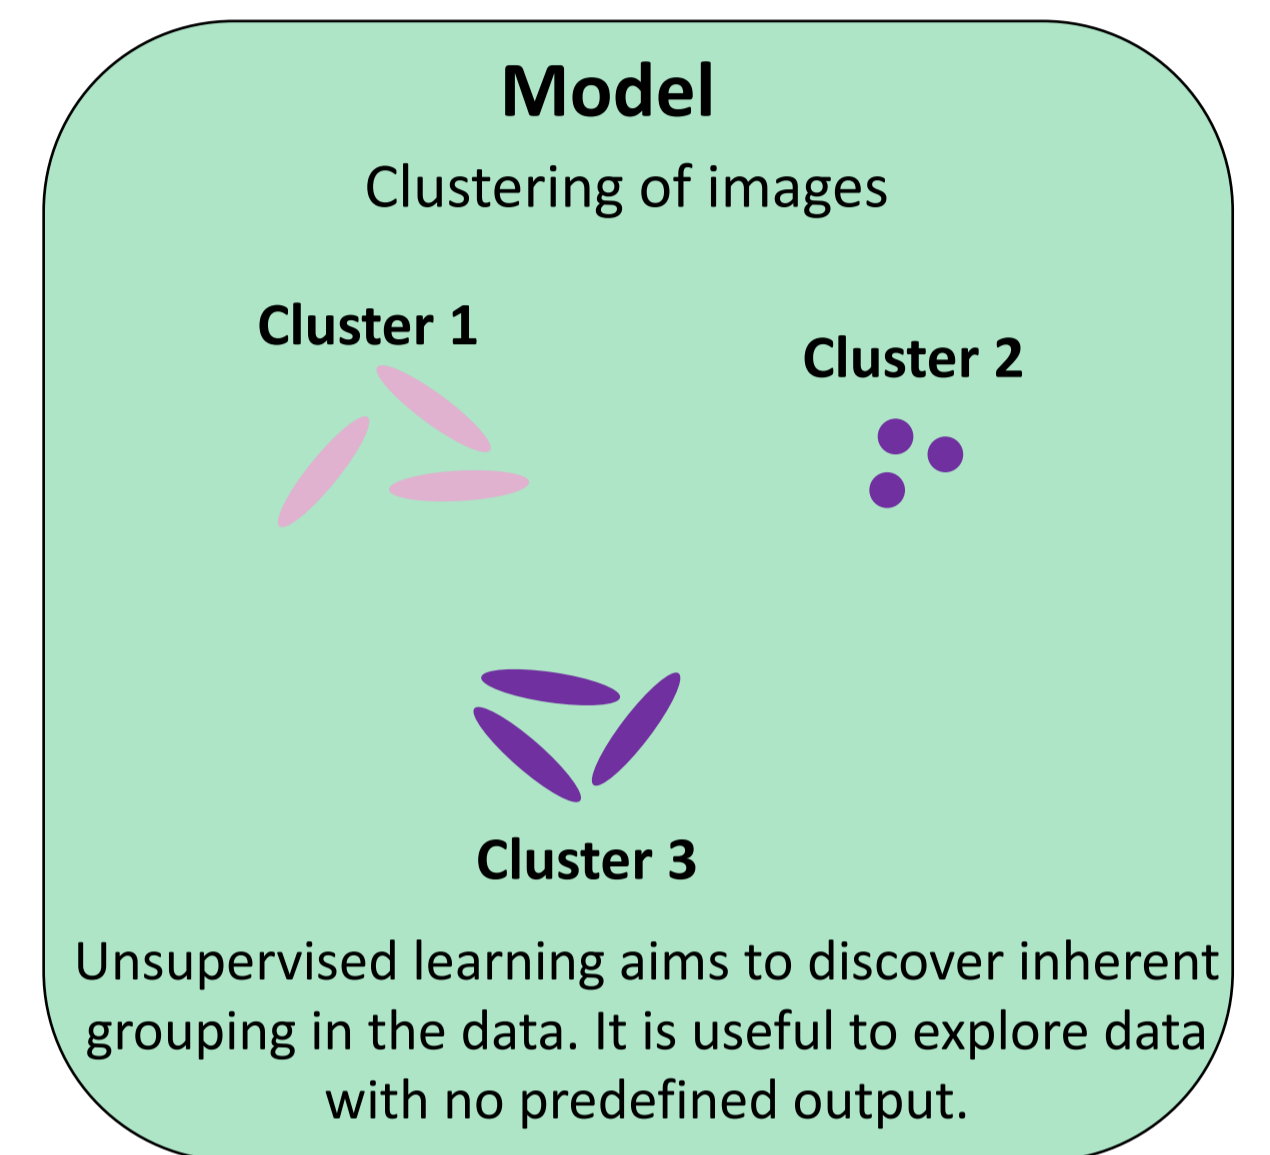 Model
Clustering of images
Cluster 1
Cluster 2
Cluster 3
Unsupervised learning aims to discover inherent
grouping in the data. It is useful to explore data
with no predefined output.